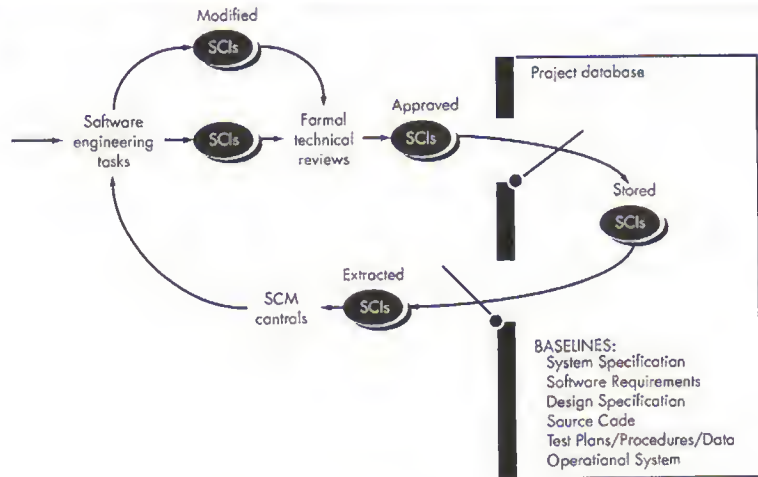 Modified
SCIs
Project database
Software
engineering
tasks
SCIs
Formal
technical
reviews
Approved
SCIs
Stored
SCIs
Extracted
SCIs
SCM
controls
BASELINES:
System Specification
Software Requirements
Design Specification
Source Code
Test Plans/Procedures/Data
Operational System